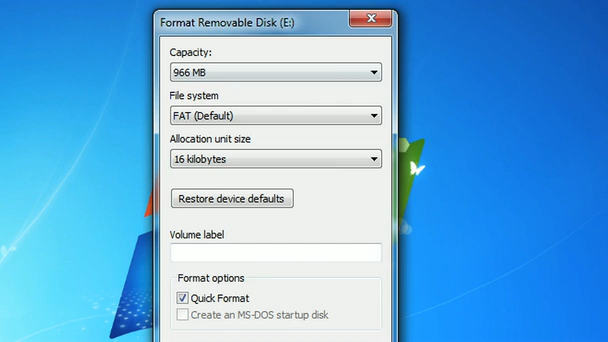 Format Removable Disk (E:)
Capacity:
966 MB
File system
FAT (Default)
Allocation unit size
16 kilobytes
Restore device defaults
Volume label
Format options
Quick Format
Create an MS-DOS startup disk